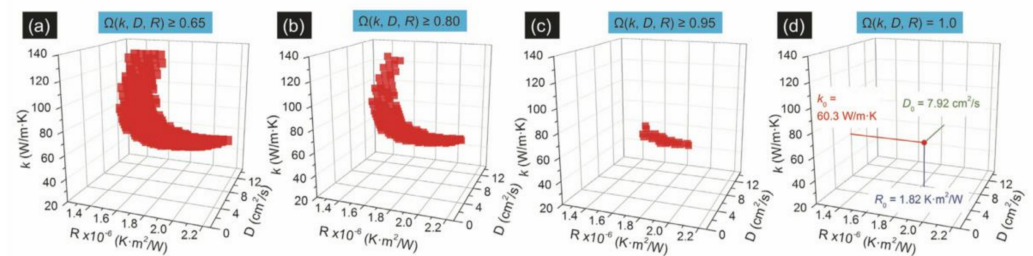 (a)
Ω(k, D, R) ≥ 0.65
140
120
100
80
60
40
20
k (W/m·K)
1.4
1.6
1.8
2.0
2.2
R x10⁻⁶ (K·m²/W)
0
4
8
12
D (cm²/s)
(b)
Ω(k, D, R) ≥ 0.80
140
120
100
80
60
40
20
k (W/m·K)
1.4
1.6
1.8
2.0
2.2
R x10⁻⁶ (K·m²/W)
0
4
8
12
D (cm²/s)
(c)
Ω(k, D, R) ≥ 0.95
140
120
100
80
60
40
20
k (W/m·K)
1.4
1.6
1.8
2.0
2.2
R x10⁻⁶ (K·m²/W)
0
4
8
12
D (cm²/s)
(d)
Ω(k, D, R) = 1.0
140
120
100
80
60
40
20
k (W/m·K)
k₀ =
60.3 W/m·K
D₀ = 7.92 cm²/s
R₀ = 1.82 K·m²/W
1.4
1.6
1.8
2.0
2.2
R x10⁻⁶ (K·m²/W)
0
4
8
12
D (cm²/s)